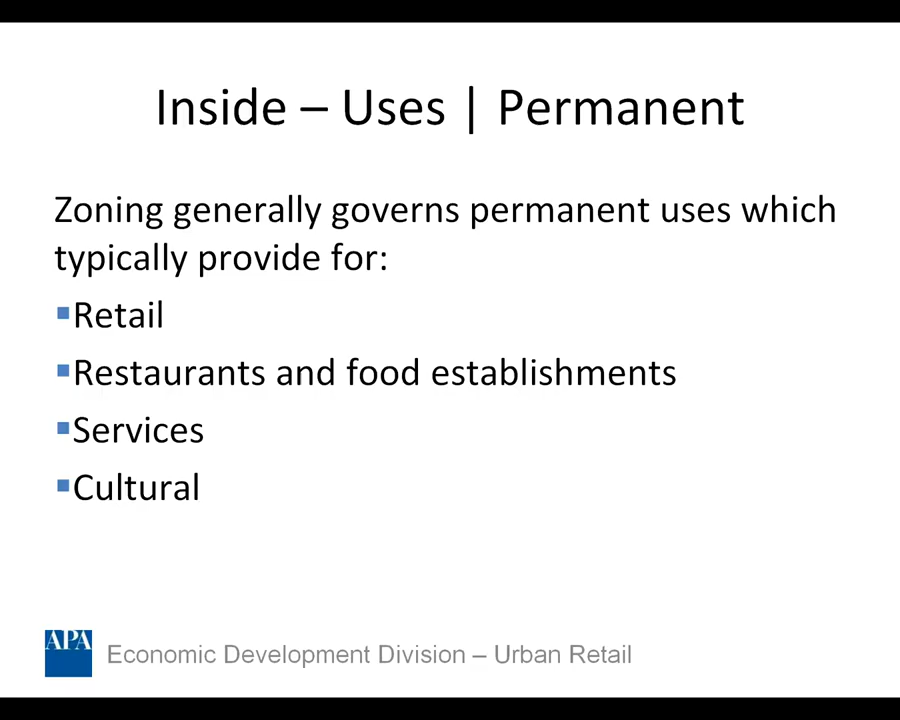 Inside – Uses | Permanent
Zoning generally governs permanent uses which
typically provide for:
▪Retail
▪Restaurants and food establishments
▪Services
▪Cultural
APA
Economic Development Division – Urban Retail